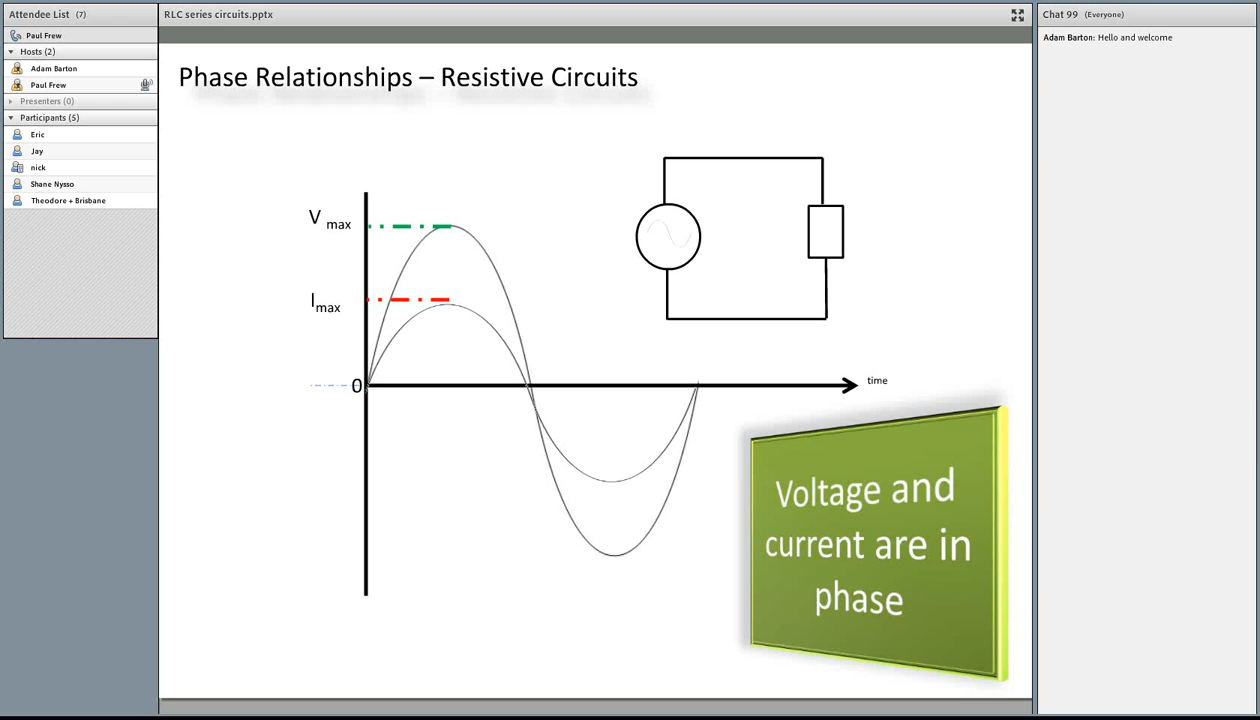 Attendee List (7)
Paul Frew
Hosts (2)
Adam Barton
Paul Frew
Presenters (0)
Participants (5)
Eric
Jay
nick
Shane Nysso
Theodore + Brisbane
RLC series circuits.pptx
Phase Relationships – Resistive Circuits
V max
I max
0
time
Voltage and
current are in
phase
Chat 99 (Everyone)
Adam Barton: Hello and welcome